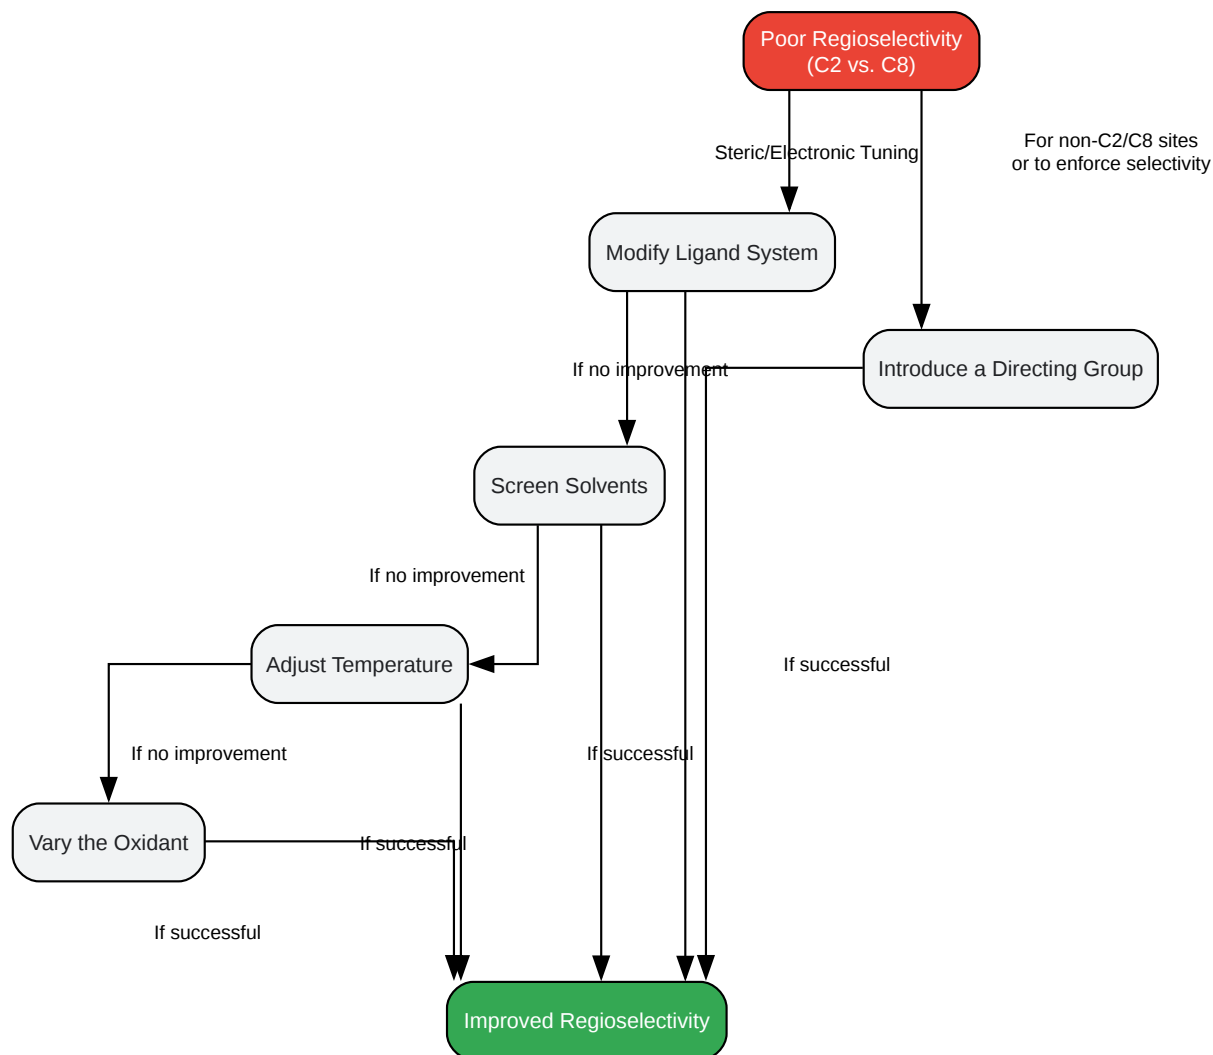 Poor Regioselectivity
(C2 vs. C8)
Steric/Electronic Tuning
For non-C2/C8 sites
or to enforce selectivity
Modify Ligand System
If no improvement
Introduce a Directing Group
Screen Solvents
If no improvement
Adjust Temperature
If successful
If no improvement
If successful
Vary the Oxidant
If successful
If successful
Improved Regioselectivity